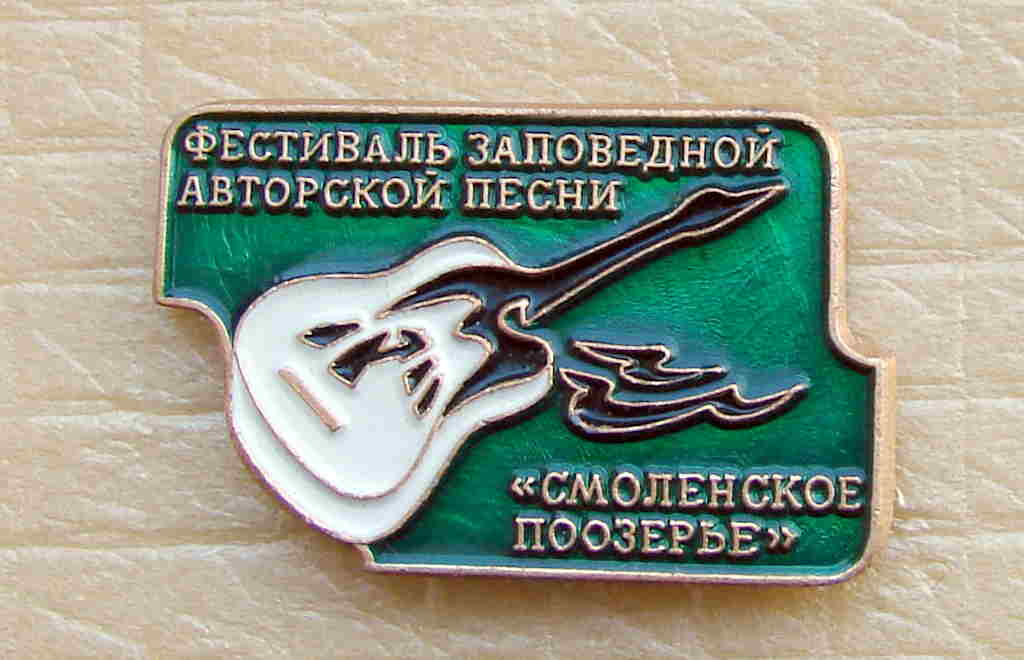 ФЕСТИВАЛЬ ЗАПОВЕДНОЙ
АВТОРСКОЙ ПЕСНИ
«СМОЛЕНСКОЕ
ПООЗЕРЬЕ»